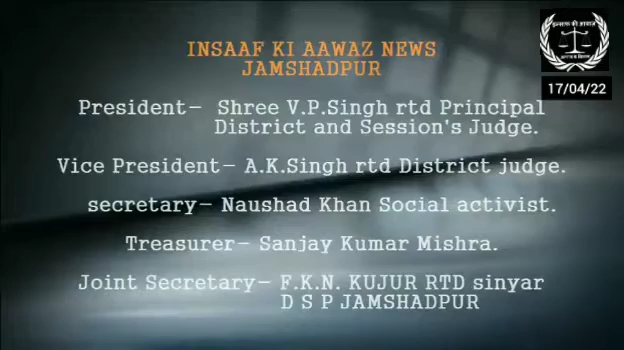 INSAAF KI AAWAZ NEWS
JAMSHADPUR
17/04/22
President- Shree V.P.Singh rtd Principal
District and Session's Judge.
Vice President- A.K.Singh rtd District judge.
secretary- Naushad Khan Social activist.
Treasurer- Sanjay Kumar Mishra.
Joint Secretary- F.K.N. KUJUR RTD sinyar
D S P JAMSHADPUR